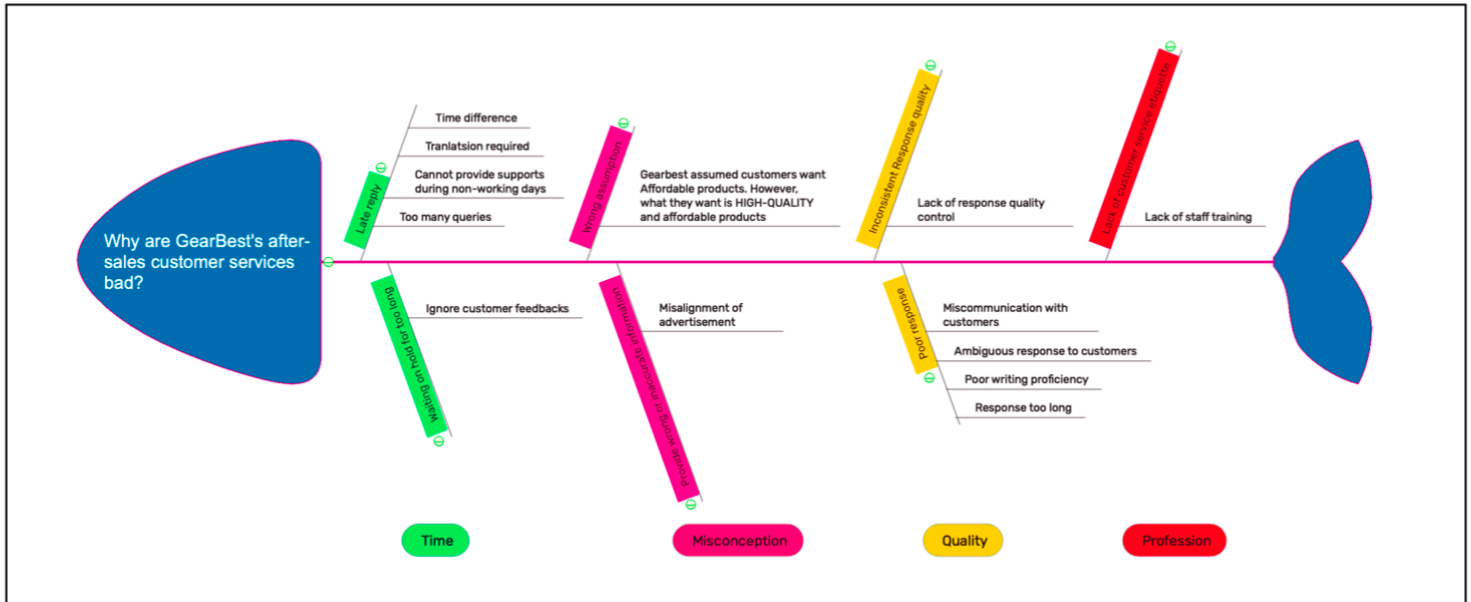 Why are GearBest's after-
sales customer services
bad?
Late reply
Time difference
Tranlatsion required
Cannot provide supports
during non-working days
Too many queries
Wrong assumption
Gearbest assumed customers want
Affordable products. However,
what they want is HIGH-QUALITY
and affordable products
Inconsistent Response quality
Lack of response quality
control
Lack of customer service etiquette
Lack of staff training
Waiting on hold for too long
Ignore customer feedbacks
Provide wrong or inaccurate information
Misalignment of
advertisement
Poor response
Miscommunication with
customers
Ambiguous response to customers
Poor writing proficiency
Response too long
Time
Misconception
Quality
Profession